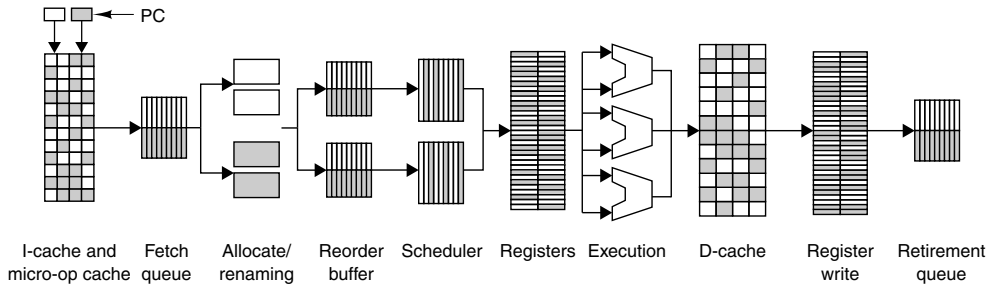 PC
I-cache and
micro-op cache
Fetch
queue
Allocate/
renaming
Reorder
buffer
Scheduler
Registers
Execution
D-cache
Register
write
Retirement
queue